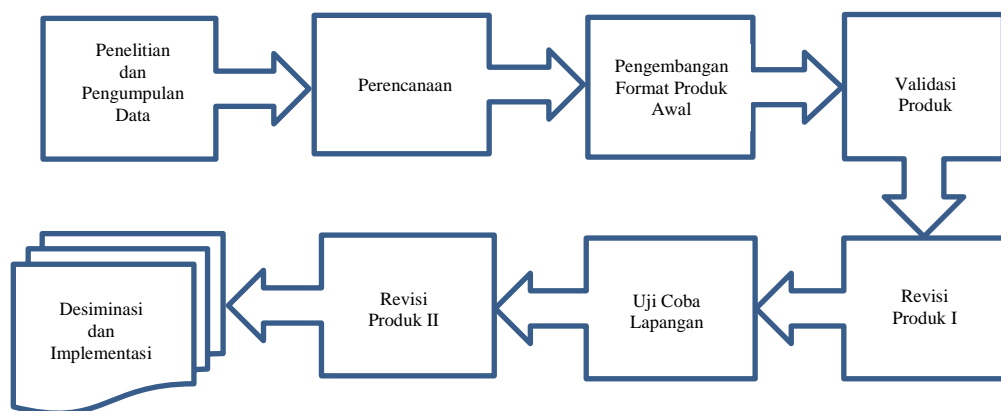 Penelitian
dan
Pengumpulan
Data
Perencanaan
Pengembangan
Format Produk
Awal
Validasi
Produk
Revisi
Produk I
Uji Coba
Lapangan
Revisi
Produk II
Desiminasi
dan
Implementasi